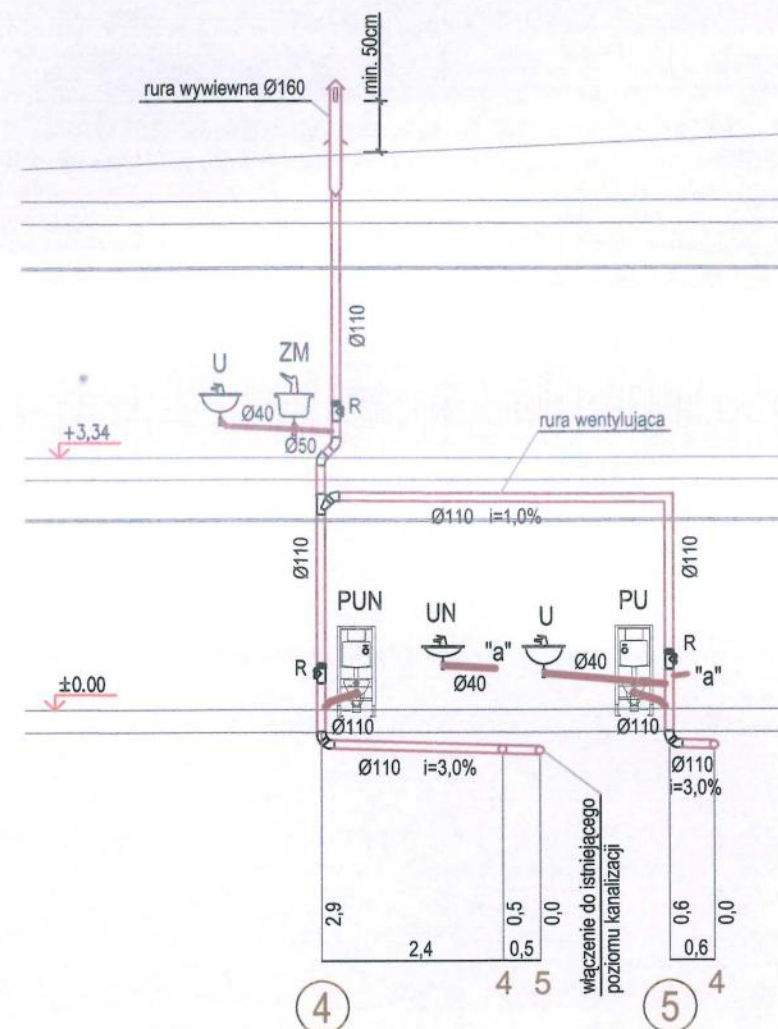 min. 50cm
rura wywiewna Ø160
Ø110
U
ZM
R
Ø40
Ø50
+3,34
rura wentylująca
Ø110 i=1,0%
Ø110
Ø110
PUN
UN
U
PU
R
"a"
Ø40
R
"a"
Ø40
±0.00
Ø110
Ø110
Ø110 i=3,0%
Ø110
i=3,0%
włączenie do istniejącego
poziomu kanalizacji
2,9
0,5
0,0
0,6
0,0
2,4
0,5
0,6
4
5
4
4
5